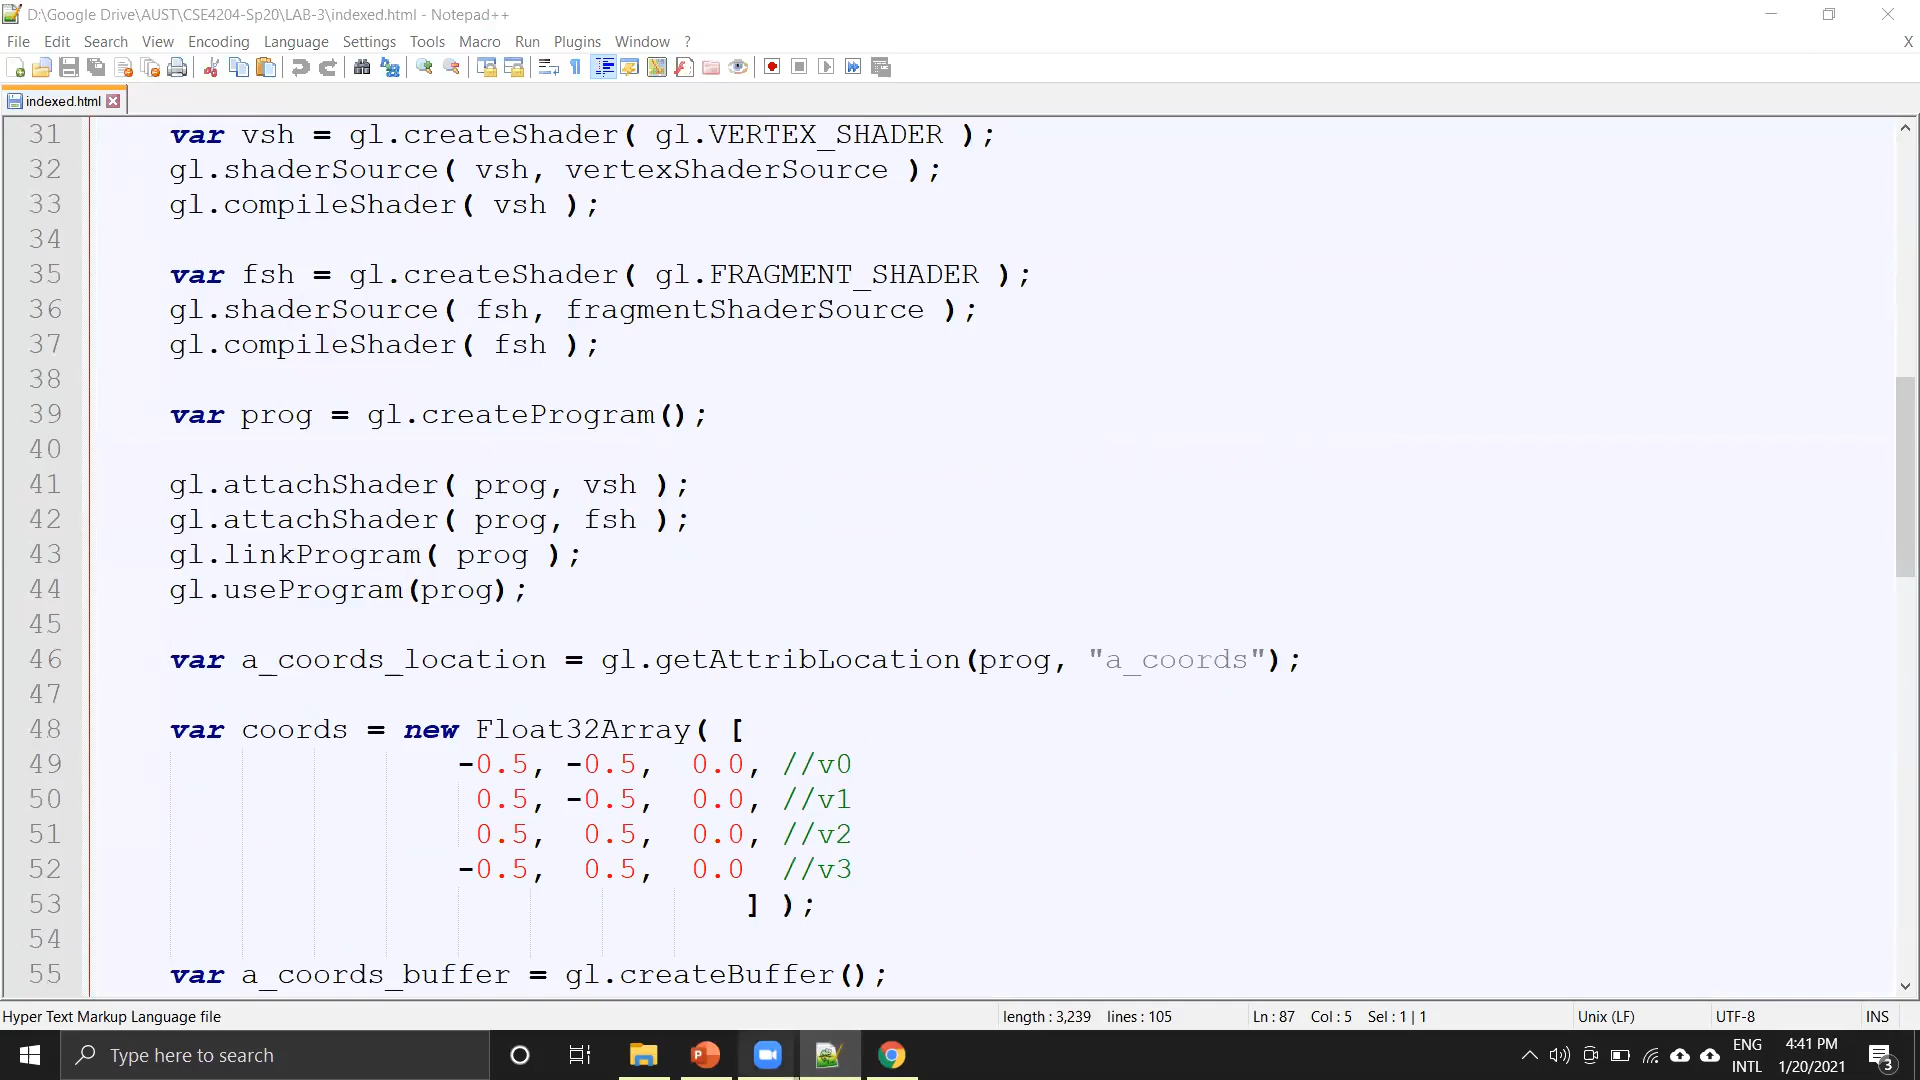 D:\Google Drive\AUST\CSE4204-Sp20\LAB-3\indexed.html - Notepad++
File Edit Search View Encoding Language Settings Tools Macro Run Plugins Window ? X
indexed.html
31 var vsh = gl.createShader( gl.VERTEX_SHADER );
32 gl.shaderSource( vsh, vertexShaderSource );
33 gl.compileShader( vsh );
34
35 var fsh = gl.createShader( gl.FRAGMENT_SHADER );
36 gl.shaderSource( fsh, fragmentShaderSource );
37 gl.compileShader( fsh );
38
39 var prog = gl.createProgram();
40
41 gl.attachShader( prog, vsh );
42 gl.attachShader( prog, fsh );
43 gl.linkProgram( prog );
44 gl.useProgram(prog);
45
46 var a_coords_location = gl.getAttribLocation(prog, "a_coords");
47
48 var coords = new Float32Array( [
49 -0.5, -0.5, 0.0, //v0
50 0.5, -0.5, 0.0, //v1
51 0.5, 0.5, 0.0, //v2
52 -0.5, 0.5, 0.0 //v3
53 ] );
54
55 var a_coords_buffer = gl.createBuffer();
Hyper Text Markup Language file length : 3,239 lines : 105 Ln : 87 Col : 5 Sel : 1 | 1 Unix (LF) UTF-8 INS
Type here to search
ENG
INTL
4:41 PM
1/20/2021
3